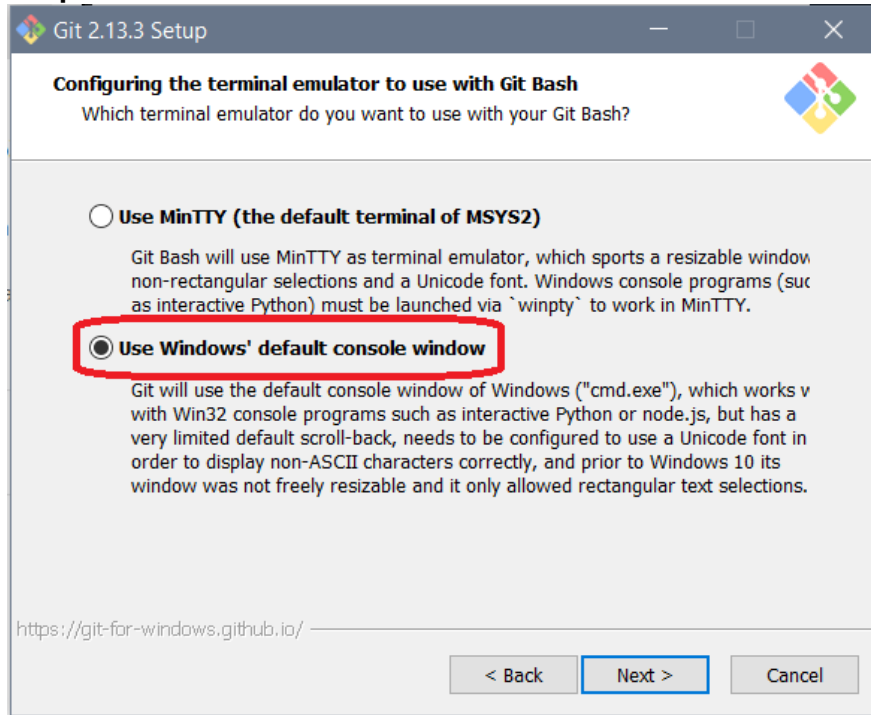 Git 2.13.3 Setup
Configuring the terminal emulator to use with Git Bash
Which terminal emulator do you want to use with your Git Bash?
Use MinTTY (the default terminal of MSYS2)
Git Bash will use MinTTY as terminal emulator, which sports a resizable window
non-rectangular selections and a Unicode font. Windows console programs (suc
as interactive Python) must be launched via `winpty` to work in MinTTY.
Use Windows' default console window
Git will use the default console window of Windows ("cmd.exe"), which works w
with Win32 console programs such as interactive Python or node.js, but has a
very limited default scroll-back, needs to be configured to use a Unicode font in
order to display non-ASCII characters correctly, and prior to Windows 10 its
window was not freely resizable and it only allowed rectangular text selections.
https://git-for-windows.github.io/
< Back Next > Cancel